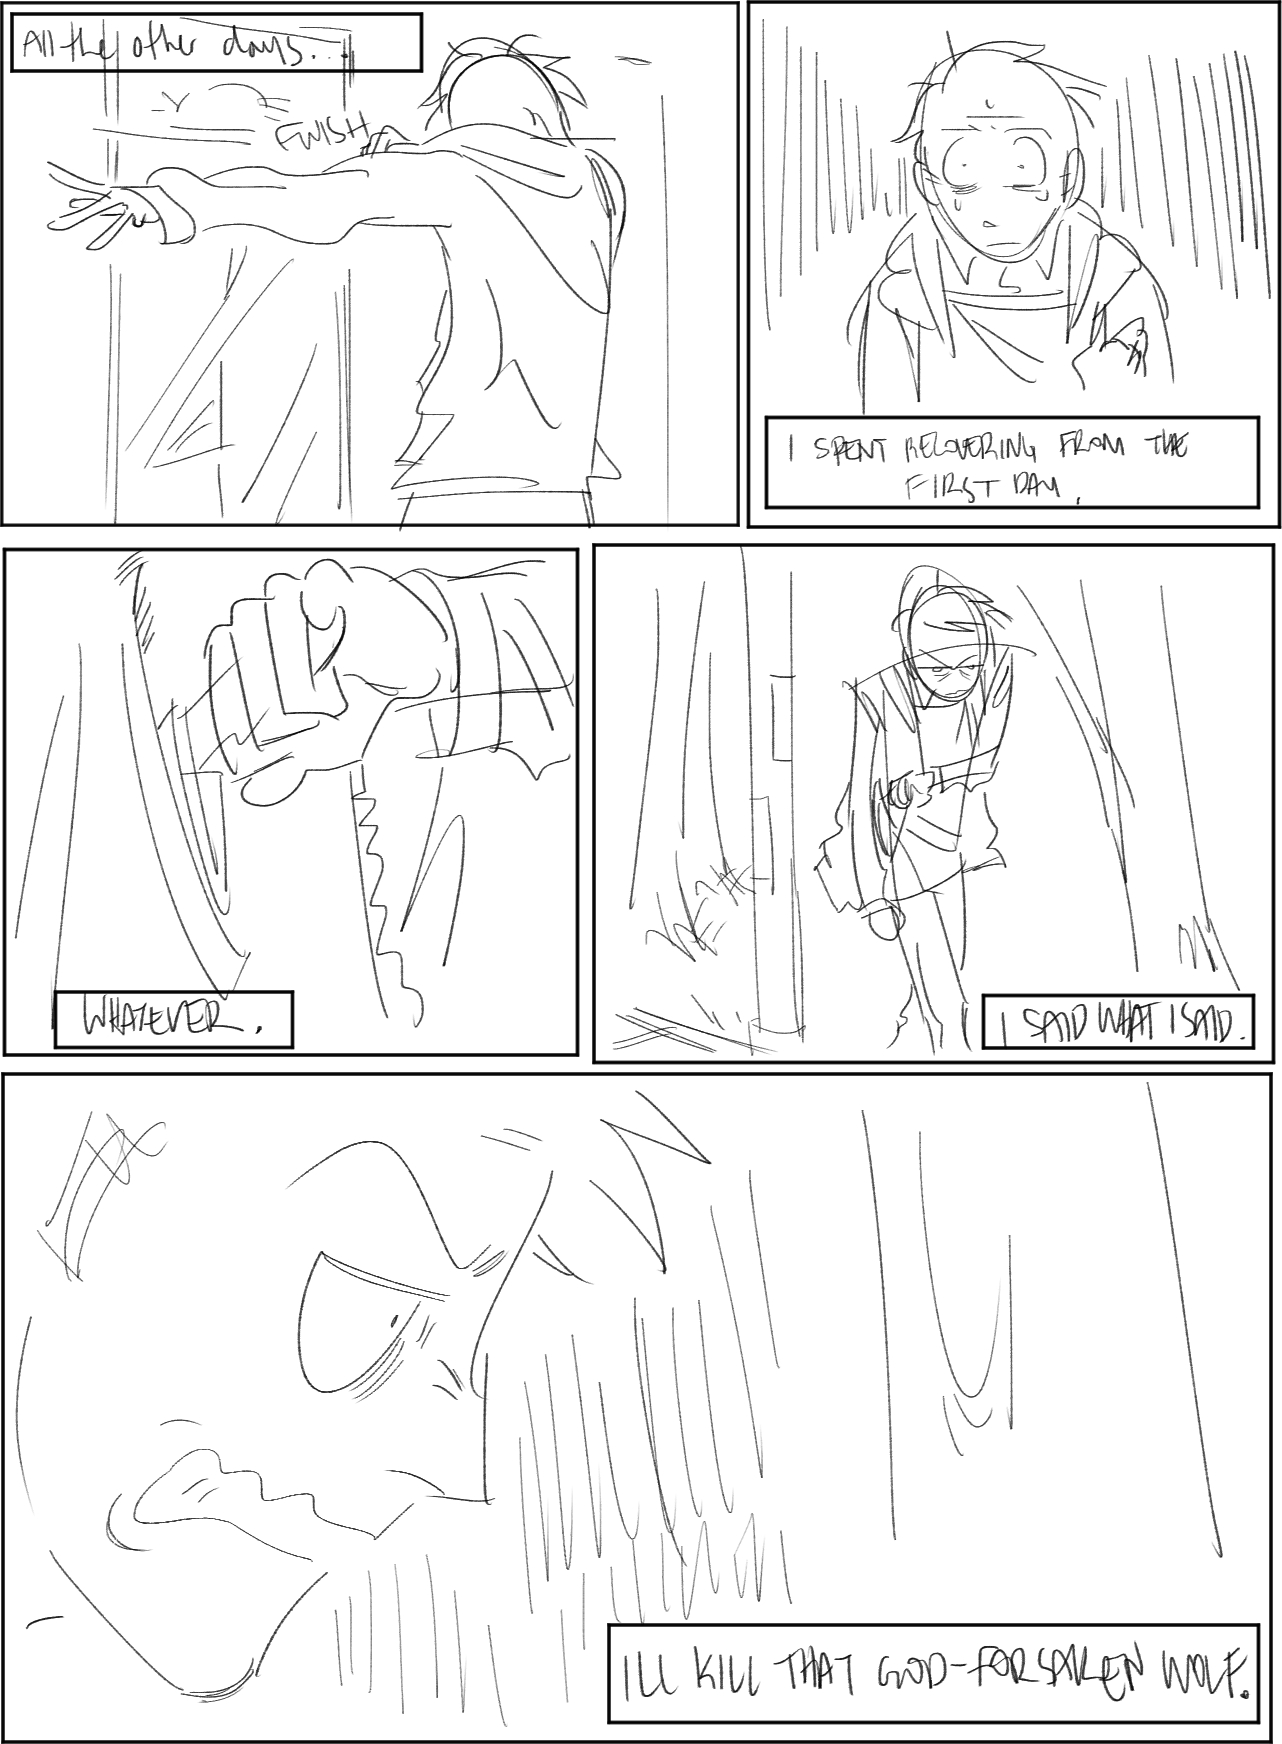 All the other days...
FWISH
I SPENT RECOVERING FROM THE
FIRST DAY.
WHATEVER.
I SAID WHAT I SAID.
ILL KILL THAT GOD-FORSAKEN WOLF.